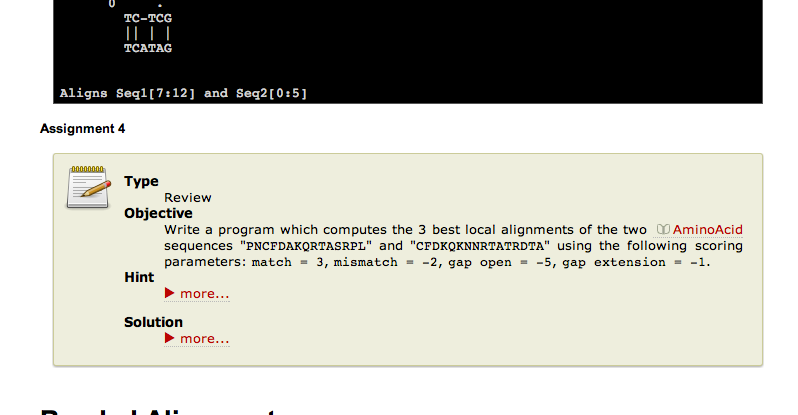 0 .
TC-TCG
|| | |
TCATAG
Aligns Seq1[7:12] and Seq2[0:5]
Assignment 4
Type
Review
Objective
Write a program which computes the 3 best local alignments of the two AminoAcid
sequences "PNCFDAKQRTASRPL" and "CFDKQKNNRTATRDTA" using the following scoring
parameters: match = 3, mismatch = -2, gap open = -5, gap extension = -1.
Hint
more...
Solution
more...